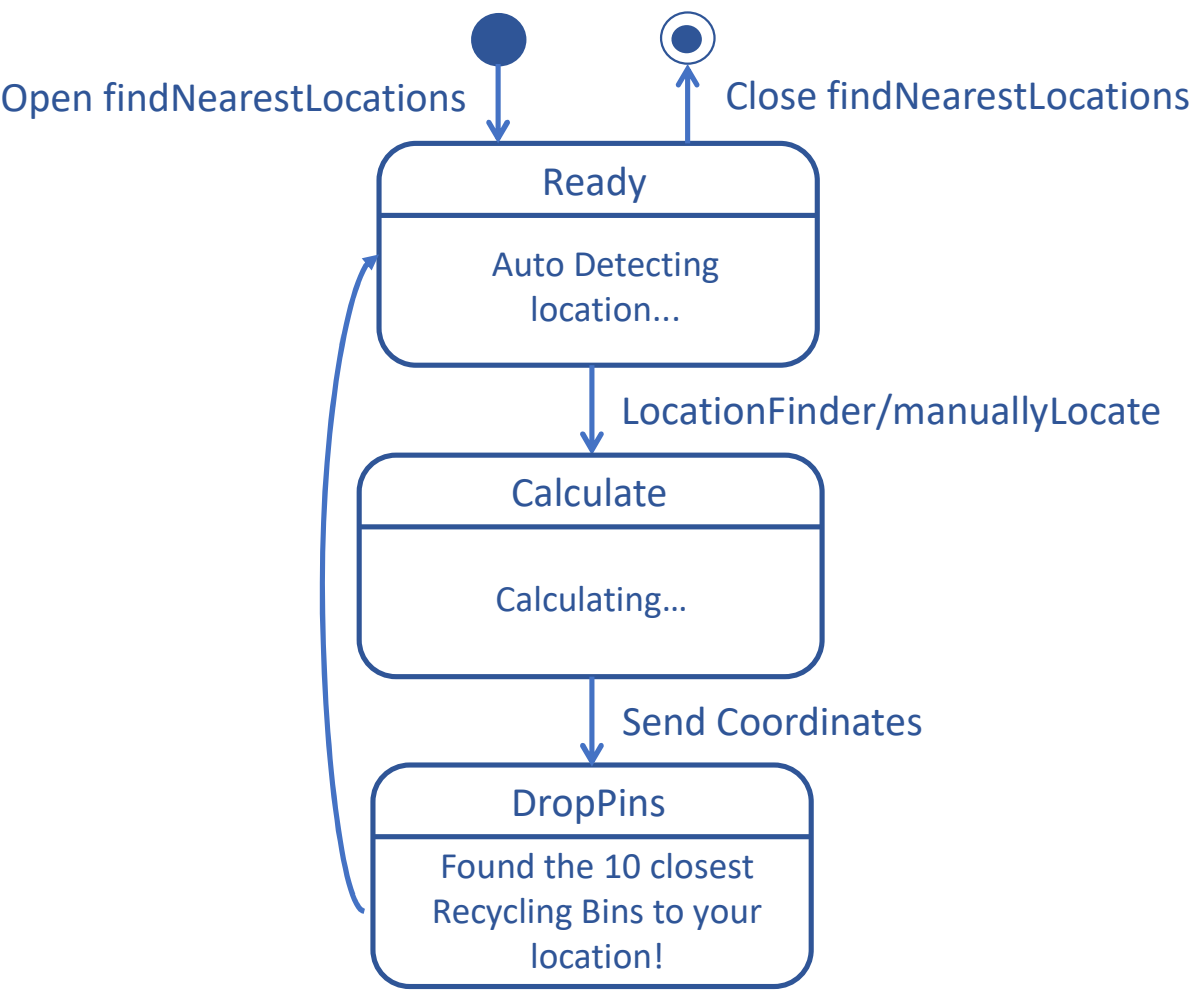 Open findNearestLocations
Close findNearestLocations
Ready
Auto Detecting
location...
LocationFinder/manuallyLocate
Calculate
Calculating...
Send Coordinates
DropPins
Found the 10 closest
Recycling Bins to your
location!